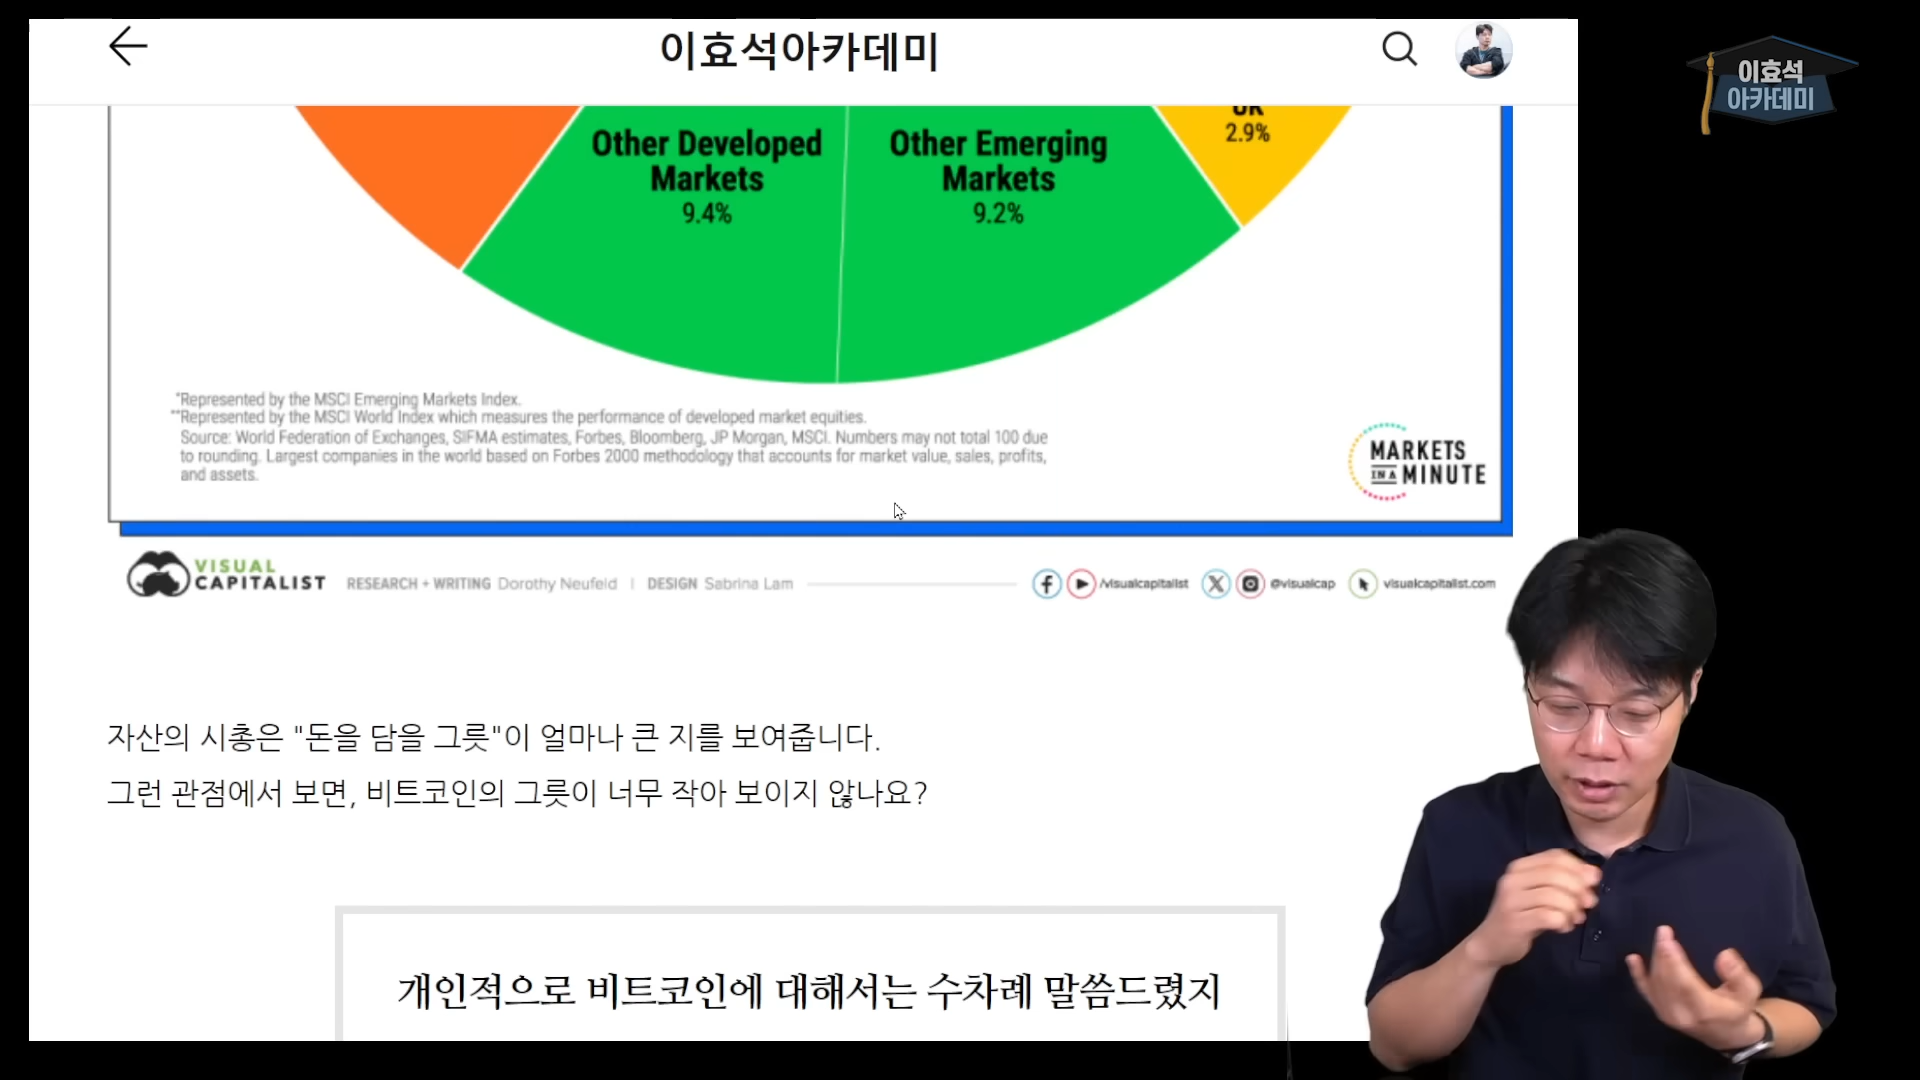 이효석아카데미
이효석
아카데미
Other Developed
Markets
9.4%
Other Emerging
Markets
9.2%
UK
2.9%
*Represented by the MSCI Emerging Markets Index.
**Represented by the MSCI World Index which measures the performance of developed market equities.
Source: World Federation of Exchanges, SIFMA estimates, Forbes, Bloomberg, JP Morgan, MSCI. Numbers may not total 100 due
to rounding. Largest companies in the world based on Forbes 2000 methodology that accounts for market value, sales, profits,
and assets.
MARKETS
IN A MINUTE
VISUAL
CAPITALIST
RESEARCH + WRITING Dorothy Neufeld | DESIGN Sabrina Lam
/visualcapitalist @visualcap visualcapitalist.com
자산의 시총은 "돈을 담을 그릇"이 얼마나 큰 지를 보여줍니다.
그런 관점에서 보면, 비트코인의 그릇이 너무 작아 보이지 않나요?
개인적으로 비트코인에 대해서는 수차례 말씀드렸지